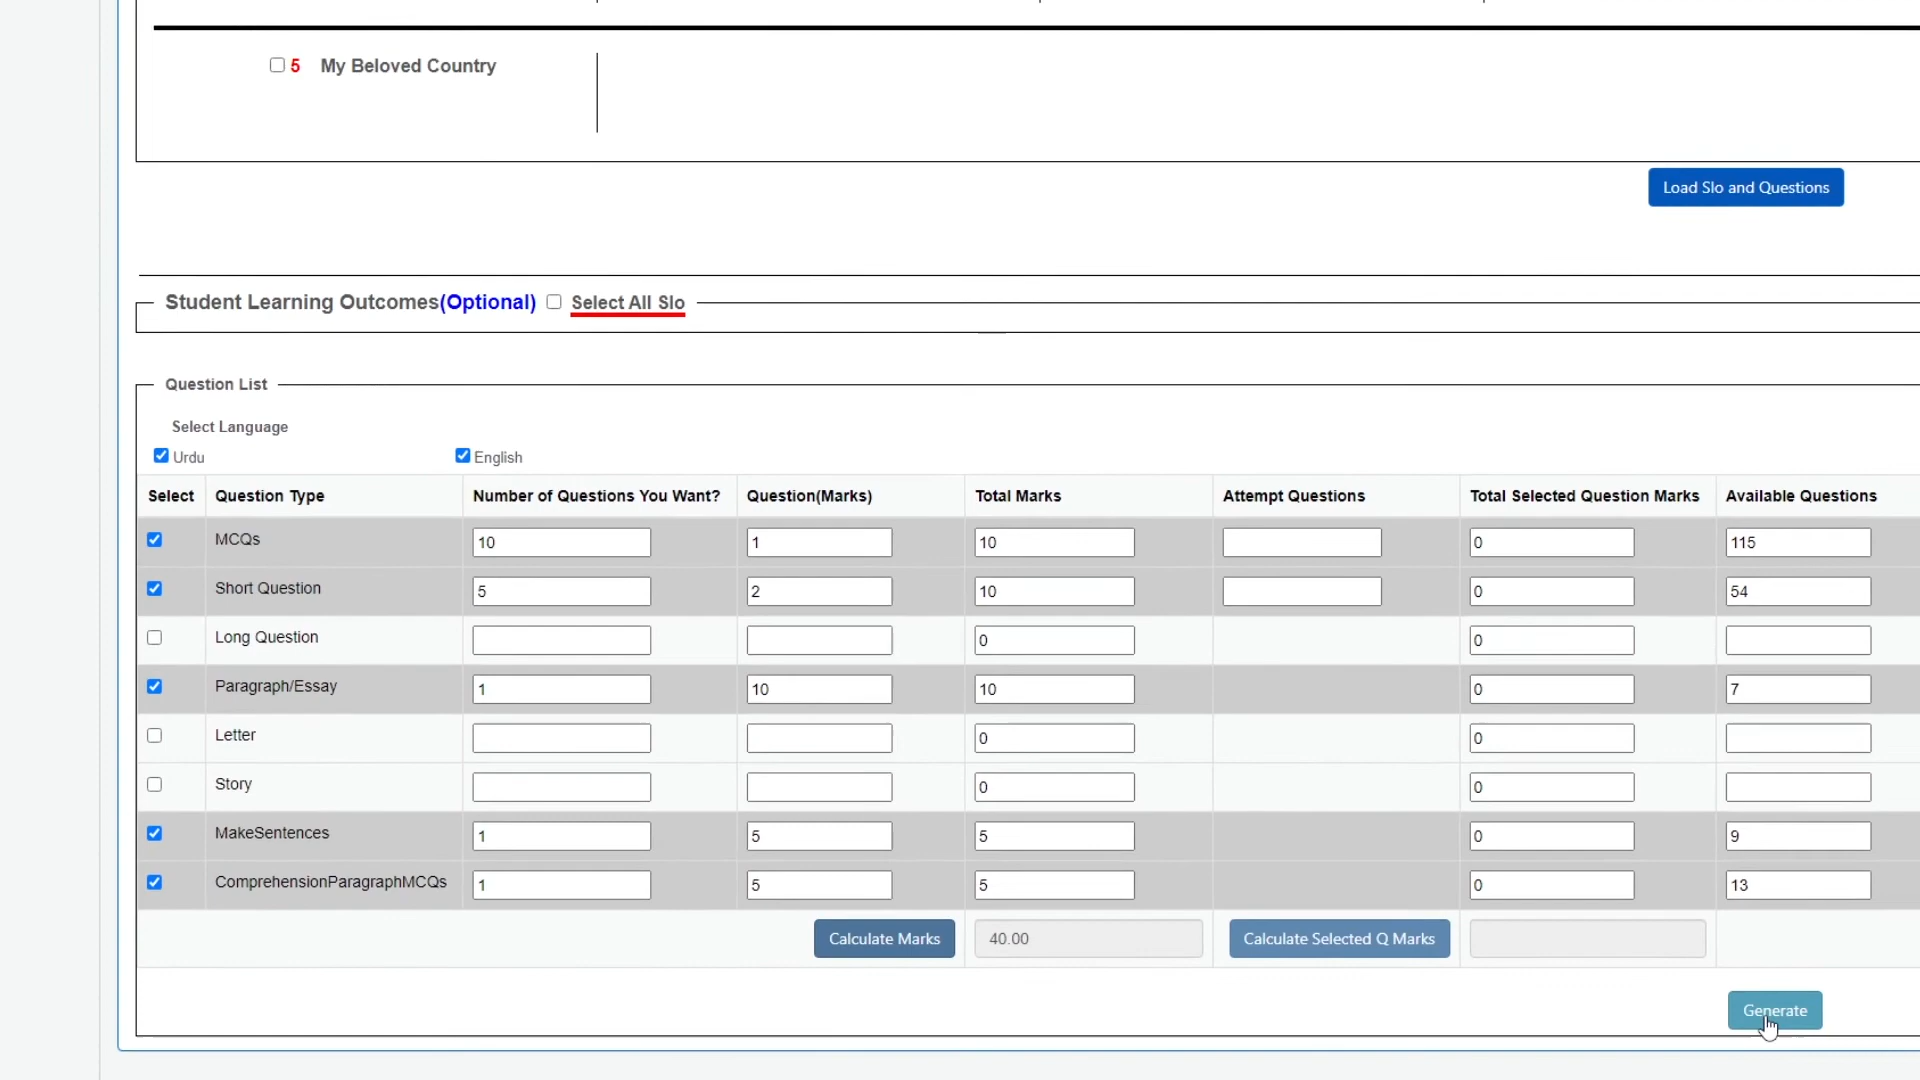 5 My Beloved Country
Load Slo and Questions
Student Learning Outcomes(Optional) Select All Slo
Question List
Select Language
Urdu English
Select Question Type Number of Questions You Want? Question(Marks) Total Marks Attempt Questions Total Selected Question Marks Available Questions
MCQs 10 1 10 0 115
Short Question 5 2 10 0 54
Long Question 0 0
Paragraph/Essay 1 10 10 0 7
Letter 0 0
Story 0 0
MakeSentences 1 5 5 0 9
ComprehensionParagraphMCQs 1 5 5 0 13
Calculate Marks 40.00 Calculate Selected Q Marks
Generate